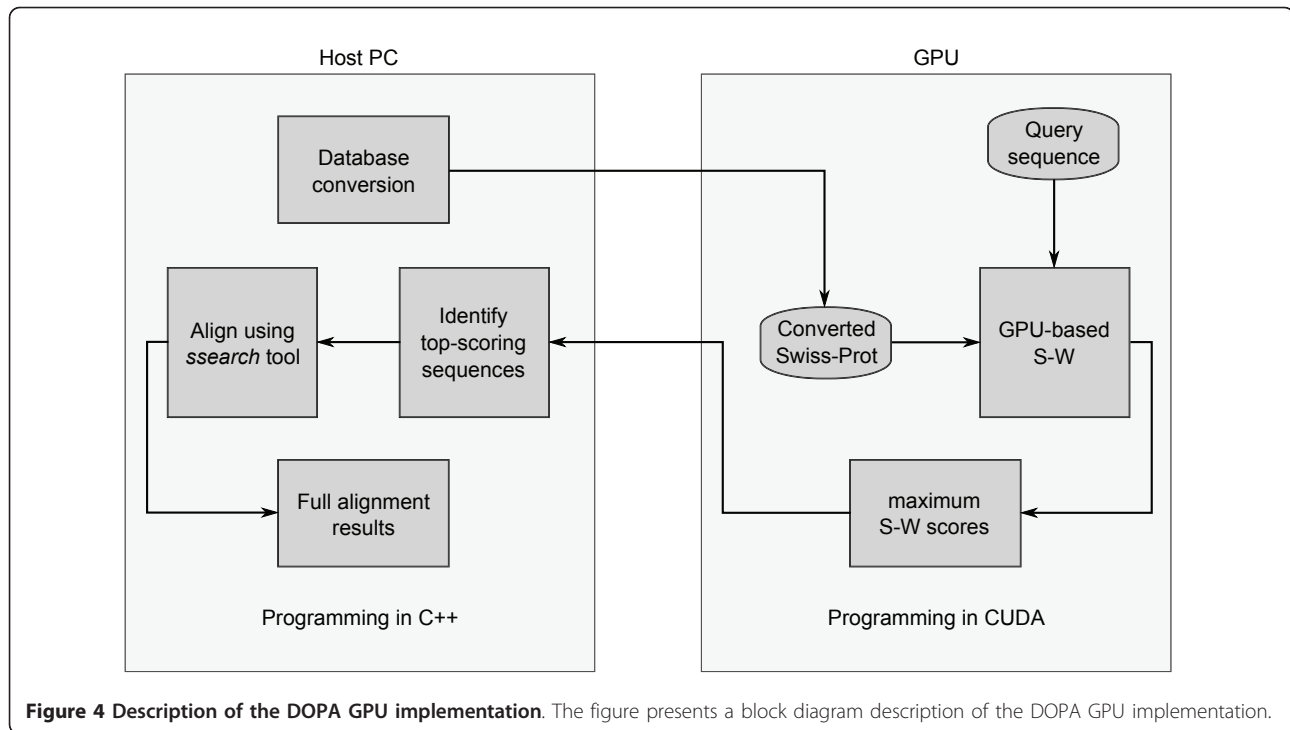 Host PC
GPU
Database
conversion
Query
sequence
Align using
ssearch tool
Identify
top-scoring
sequences
Converted
Swiss-Prot
GPU-based
S-W
Full alignment
results
maximum
S-W scores
Programming in C++
Programming in CUDA
Figure 4 Description of the DOPA GPU implementation. The figure presents a block diagram description of the DOPA GPU implementation.